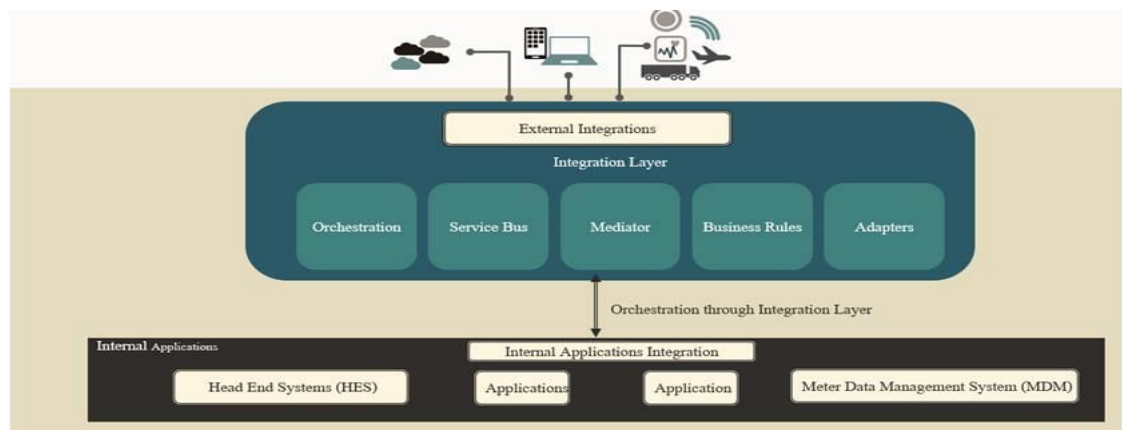 External Integrations
Integration Layer
Orchestration
Service Bus
Mediator
Business Rules
Adapters
Orchestration through Integration Layer
Internal Applications
Internal Applications Integration
Head End Systems (HES)
Applications
Application
Meter Data Management System (MDM)